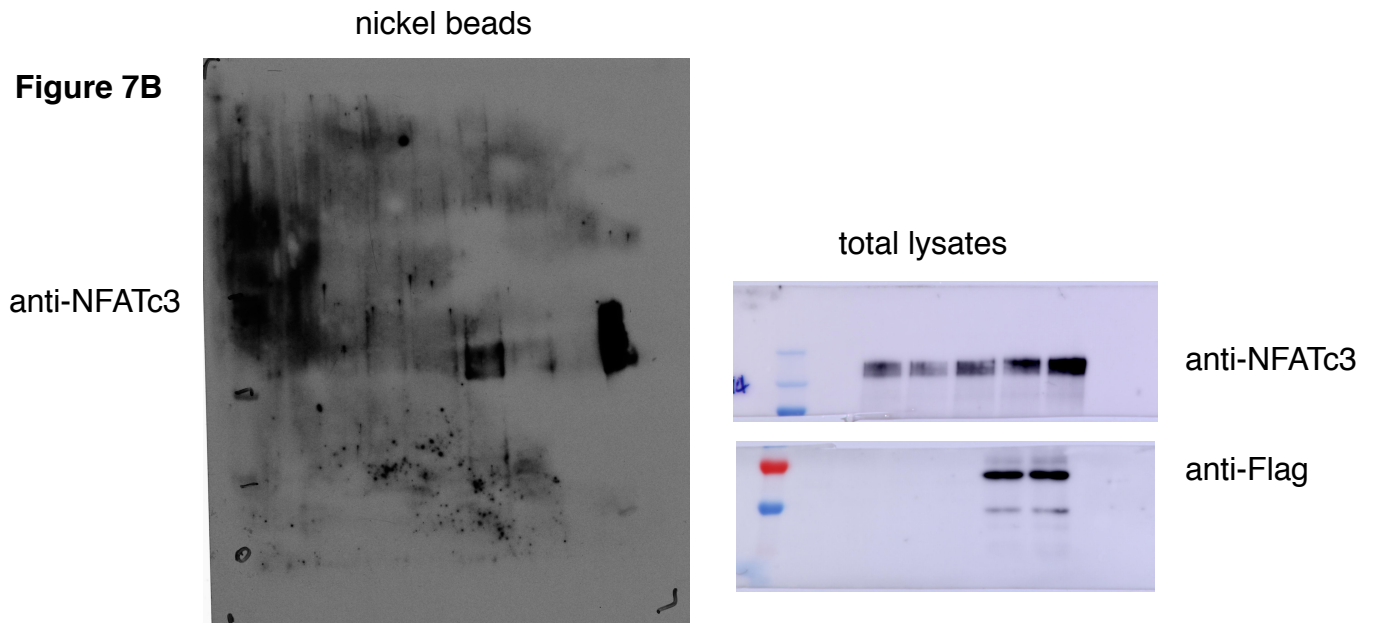 nickel beads
Figure 7B
total lysates
anti-NFATc3
anti-NFATc3
anti-Flag